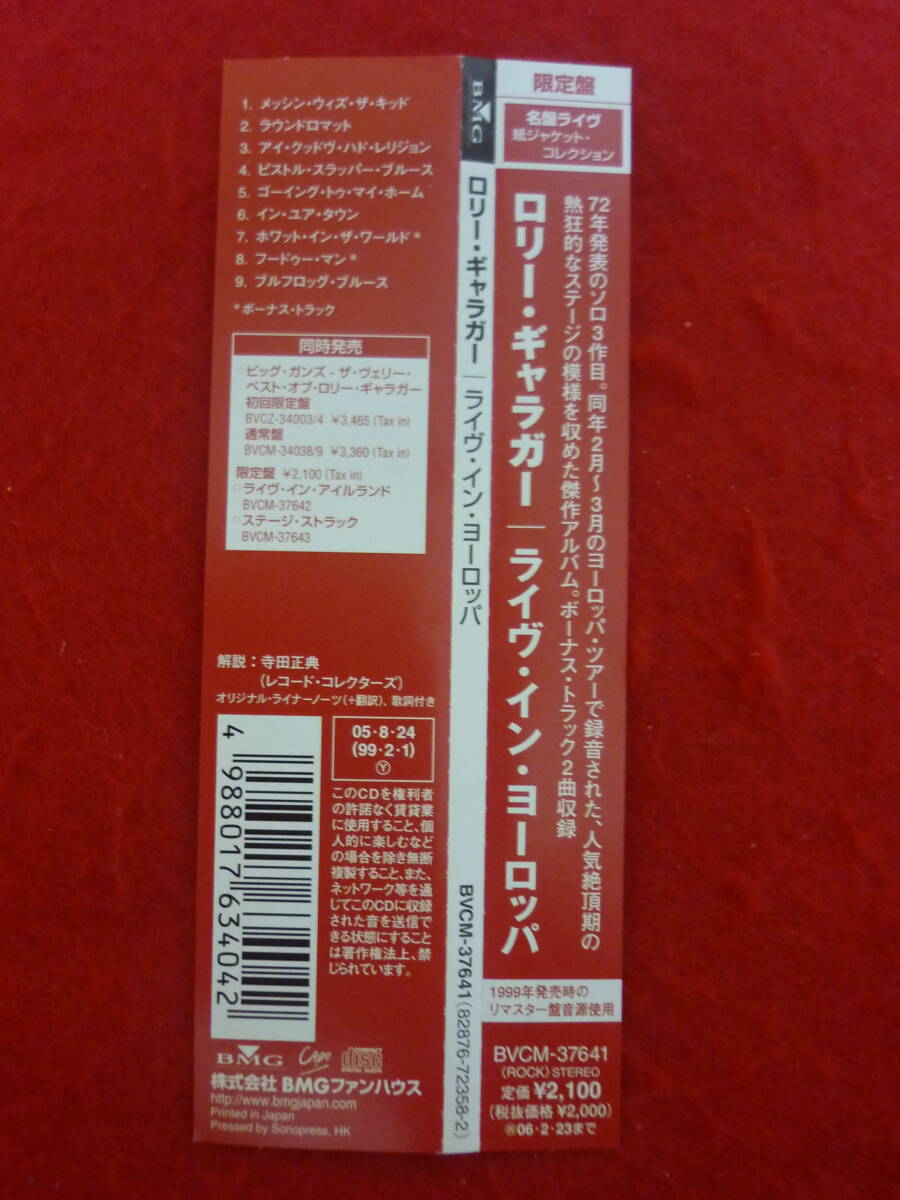 1. メッシン・ウィズ・ザ・キッド
2. ラウンドロマット
3. アイ・クッドヴ・ハド・レリジョン
4. ピストル・スラッパー・ブルース
5. ゴーイング・トゥ・マイ・ホーム
6. イン・ユア・タウン
7. ホワット・イン・ザ・ワールド*
8. フードゥー・マン*
9. ブルフロッグ・ブルース
*ボーナス・トラック
同時発売
○ビッグ・ガンズ - ザ・ヴェリー・
ベスト・オブ・ロリー・ギャラガー
初回限定盤
BVCZ-34003/4 ¥3,465 (Tax in)
通常盤
BVCM-34038/9 ¥3,360 (Tax in)
限定盤 ¥2,100 (Tax in)
○ライヴ・イン・アイルランド
BVCM-37642
○ステージ・ストラック
BVCM-37643
解説：寺田正典
(レコード・コレクターズ)
オリジナル・ライナーノーツ(+翻訳)、歌詞付き
4 988017 634042
05・8・24
(99・2・1)
Ⓨ
このCDを権利者
の許諾なく賃貸業
に使用すること、個
人的に楽しむなど
の場合を除き無断
複製すること、また、
ネットワーク等を通
じてこのCDに収録
された音を送信で
きる状態にすること
は著作権法上、禁
じられています。
BMG Capo COMPACT disc DIGITAL AUDIO
株式会社 BMGファンハウス
http://www.bmgjapan.com
Printed in Japan
Pressed by Sonopress, HK
BMG
ロリー・ギャラガー｜ライヴ・イン・ヨーロッパ
BVCM-37641 (82876-72358-2)
限定盤
名盤ライヴ
紙ジャケット・
コレクション
72年発表のソロ3作目。同年2月～3月のヨーロッパ・ツアーで録音された、人気絶頂期の
熱狂的なステージの模様を収めた傑作アルバム。ボーナス・トラック2曲収録
ロリー・ギャラガー｜ライヴ・イン・ヨーロッパ
1999年発売時の
リマスター盤音源使用
BVCM-37641
(ROCK) STEREO
定価 ¥2,100
(税抜価格 ¥2,000)
06・2・23まで